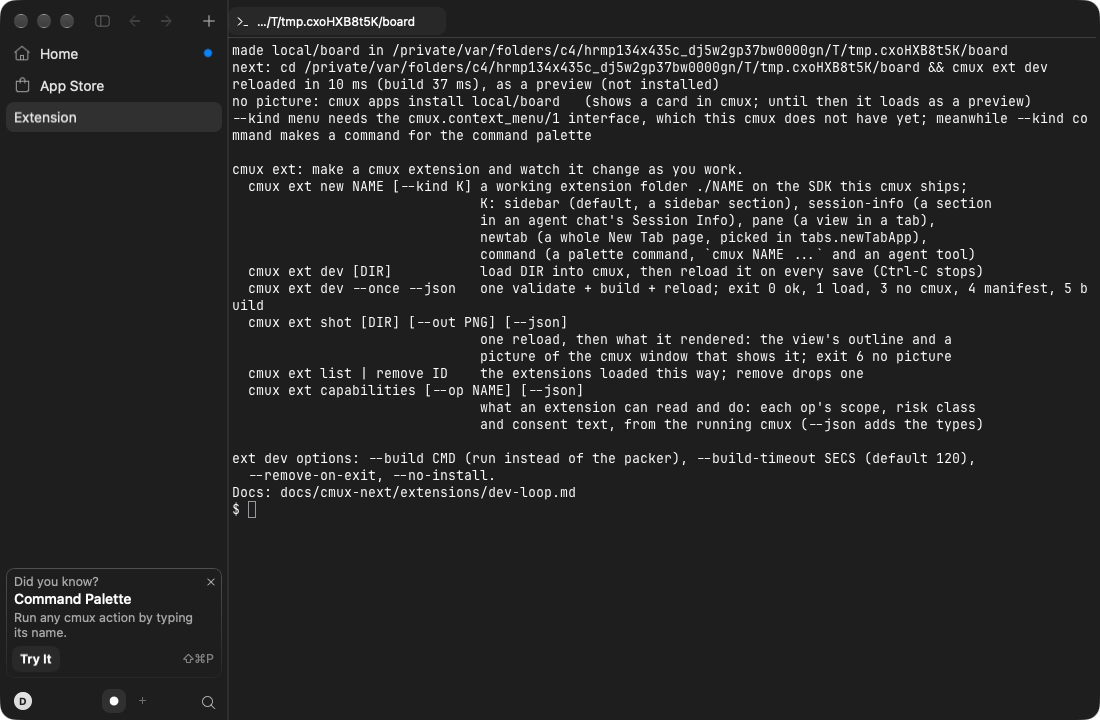 .../T/tmp.cxoHXB8t5K/board
Home
App Store
Extension
made local/board in /private/var/folders/c4/hrmp134x435c_dj5w2gp37bw0000gn/T/tmp.cxoHXB8t5K/board
next: cd /private/var/folders/c4/hrmp134x435c_dj5w2gp37bw0000gn/T/tmp.cxoHXB8t5K/board && cmux ext dev
reloaded in 10 ms (build 37 ms), as a preview (not installed)
no picture: cmux apps install local/board   (shows a card in cmux; until then it loads as a preview)
--kind menu needs the cmux.context_menu/1 interface, which this cmux does not have yet; meanwhile --kind co
mmand makes a command for the command palette
cmux ext: make a cmux extension and watch it change as you work.
  cmux ext new NAME [--kind K] a working extension folder ./NAME on the SDK this cmux ships;
                               K: sidebar (default, a sidebar section), session-info (a section
                               in an agent chat's Session Info), pane (a view in a tab),
                               newtab (a whole New Tab page, picked in tabs.newTabApp),
                               command (a palette command, `cmux NAME ...` and an agent tool)
  cmux ext dev [DIR]           load DIR into cmux, then reload it on every save (Ctrl-C stops)
  cmux ext dev --once --json   one validate + build + reload; exit 0 ok, 1 load, 3 no cmux, 4 manifest, 5 b
uild
  cmux ext shot [DIR] [--out PNG] [--json]
                               one reload, then what it rendered: the view's outline and a
                               picture of the cmux window that shows it; exit 6 no picture
  cmux ext list | remove ID    the extensions loaded this way; remove drops one
  cmux ext capabilities [--op NAME] [--json]
                               what an extension can read and do: each op's scope, risk class
                               and consent text, from the running cmux (--json adds the types)
ext dev options: --build CMD (run instead of the packer), --build-timeout SECS (default 120),
  --remove-on-exit, --no-install.
Docs: docs/cmux-next/extensions/dev-loop.md
$
Did you know?
Command Palette
Run any cmux action by typing
its name.
Try It ⇧⌘P
D